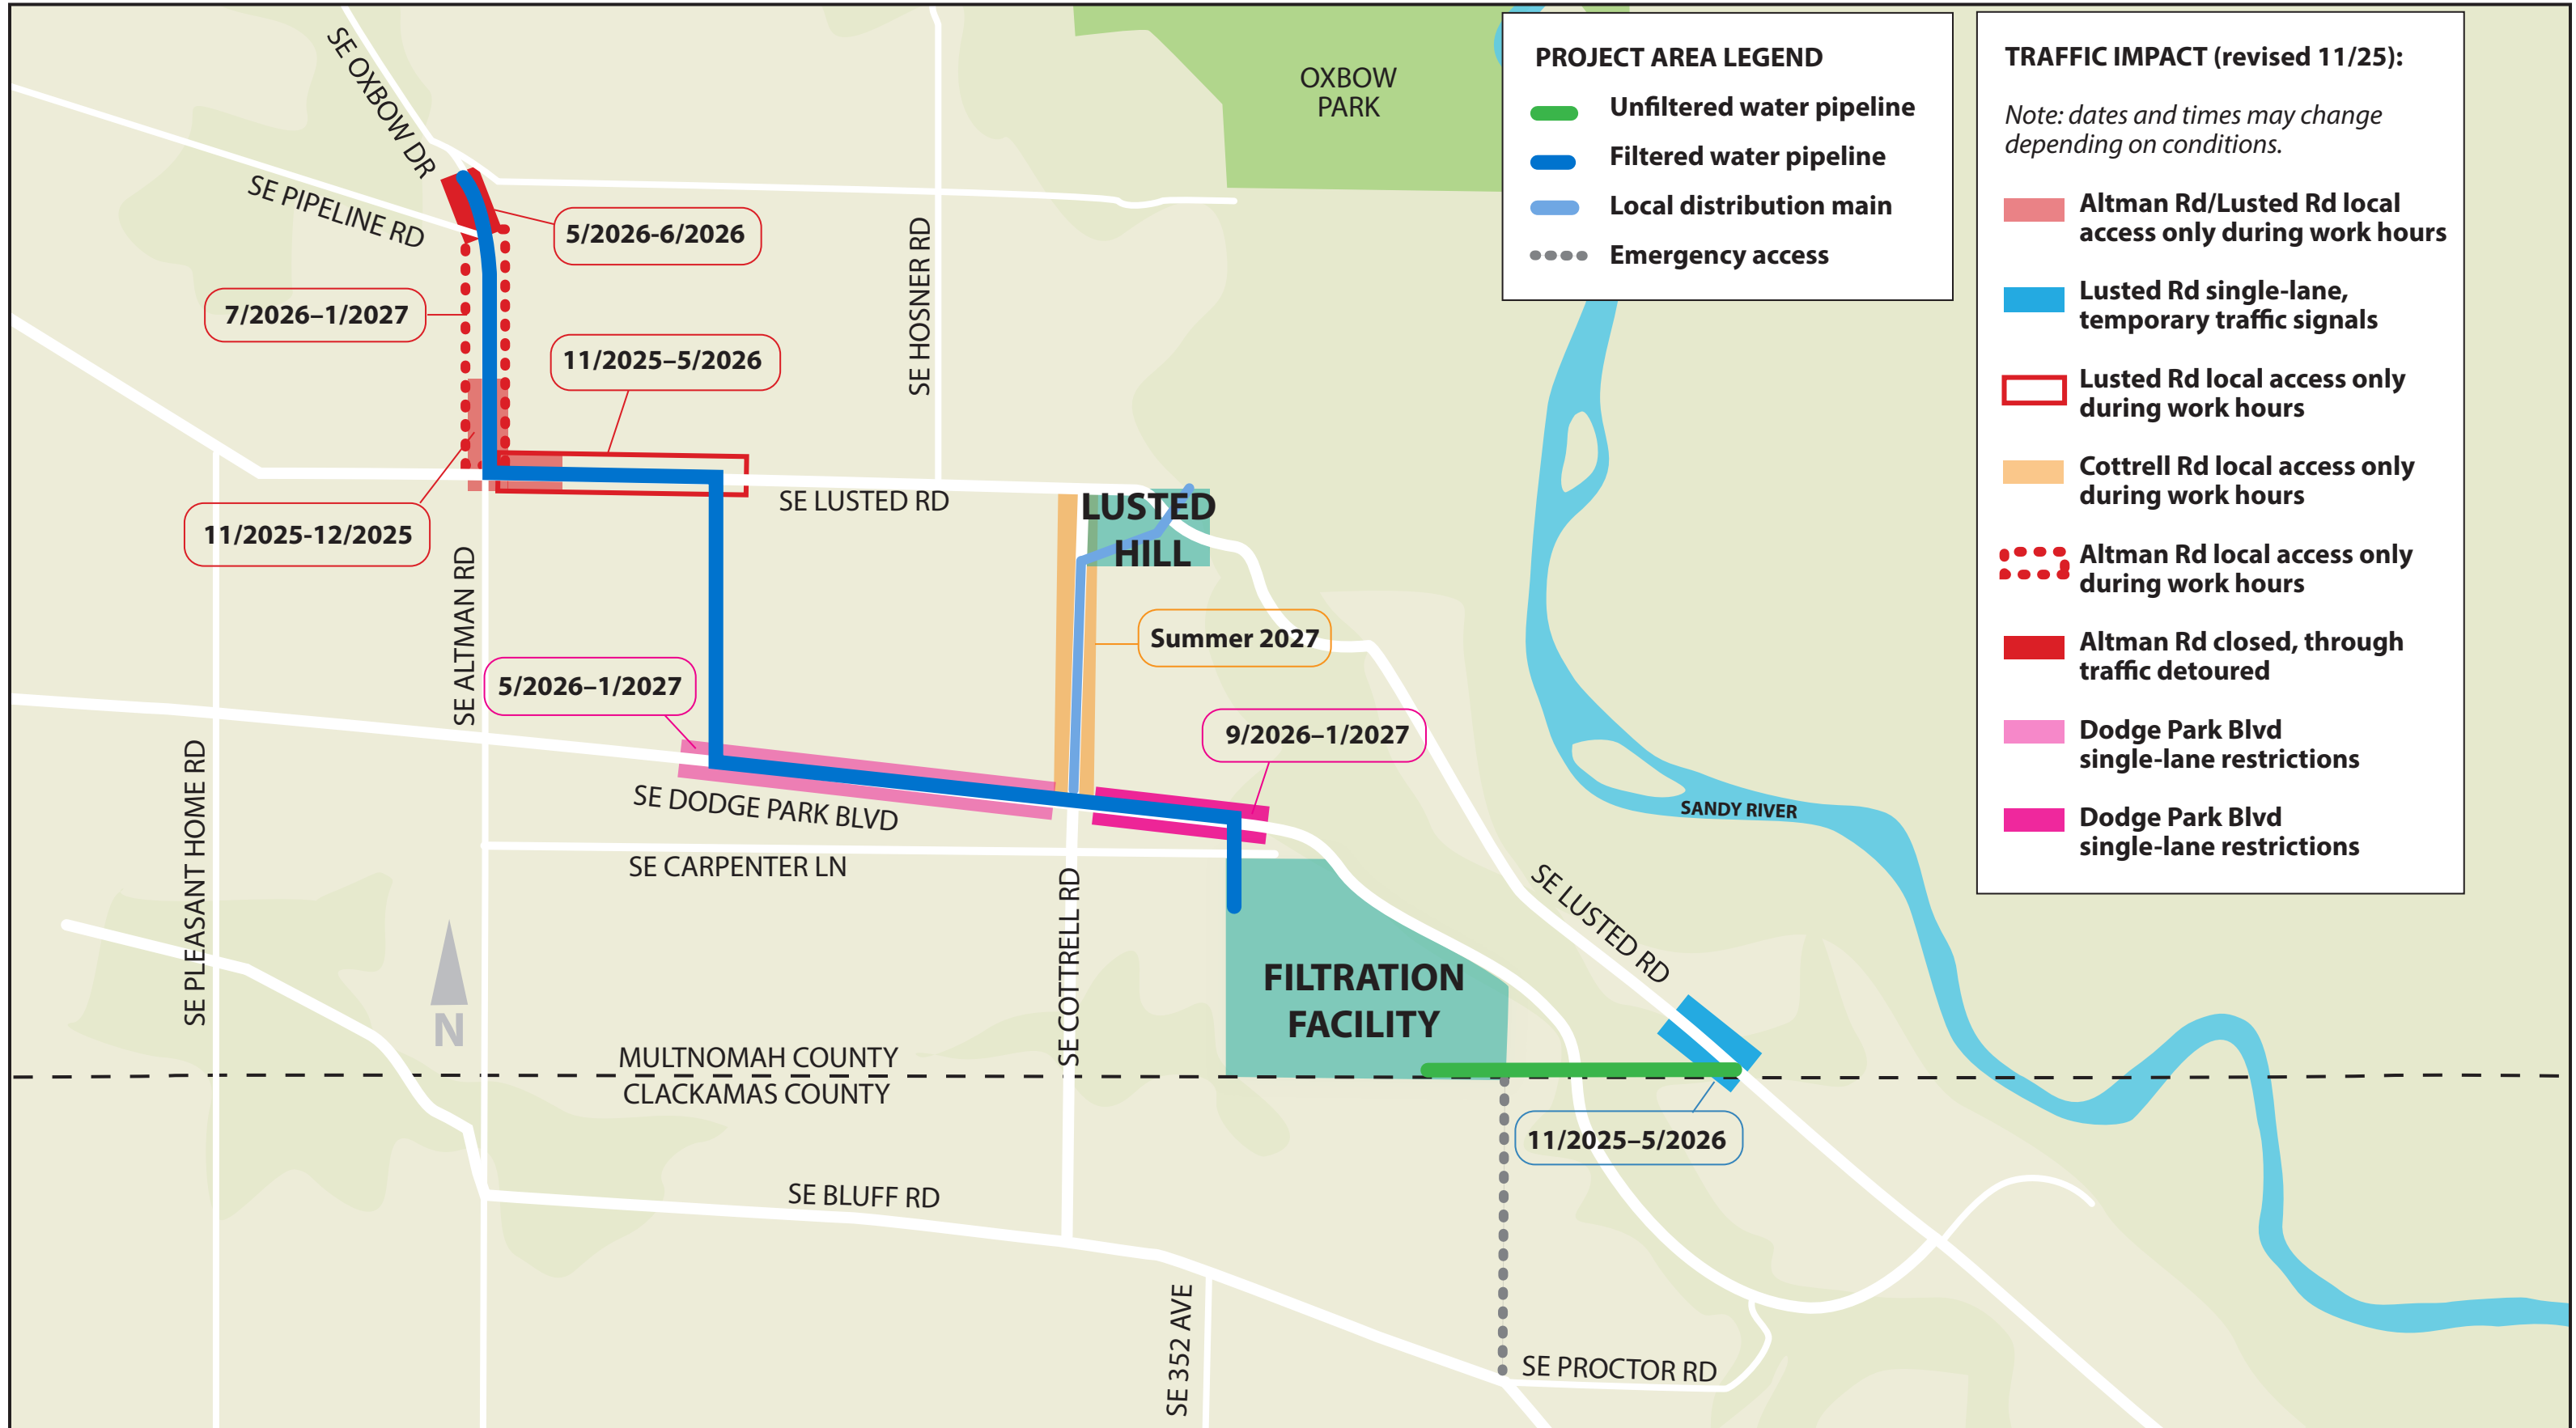 SE OXBOW DR
SE PIPELINE RD
5/2026-6/2026
7/2026–1/2027
11/2025–5/2026
11/2025-12/2025
SE HOSNER RD
OXBOW
PARK
SE LUSTED RD
LUSTED
HILL
SE ALTMAN RD
Summer 2027
5/2026–1/2027
9/2026–1/2027
SE DODGE PARK BLVD
SE CARPENTER LN
SE PLEASANT HOME RD
SE COTTRELL RD
SANDY RIVER
SE LUSTED RD
FILTRATION
FACILITY
N
MULTNOMAH COUNTY
CLACKAMAS COUNTY
11/2025–5/2026
SE BLUFF RD
SE 352 AVE
SE PROCTOR RD
PROJECT AREA LEGEND
Unfiltered water pipeline
Filtered water pipeline
Local distribution main
Emergency access
TRAFFIC IMPACT (revised 11/25):
Note: dates and times may change
depending on conditions.
Altman Rd/Lusted Rd local
access only during work hours
Lusted Rd single-lane,
temporary traffic signals
Lusted Rd local access only
during work hours
Cottrell Rd local access only
during work hours
Altman Rd local access only
during work hours
Altman Rd closed, through
traffic detoured
Dodge Park Blvd
single-lane restrictions
Dodge Park Blvd
single-lane restrictions